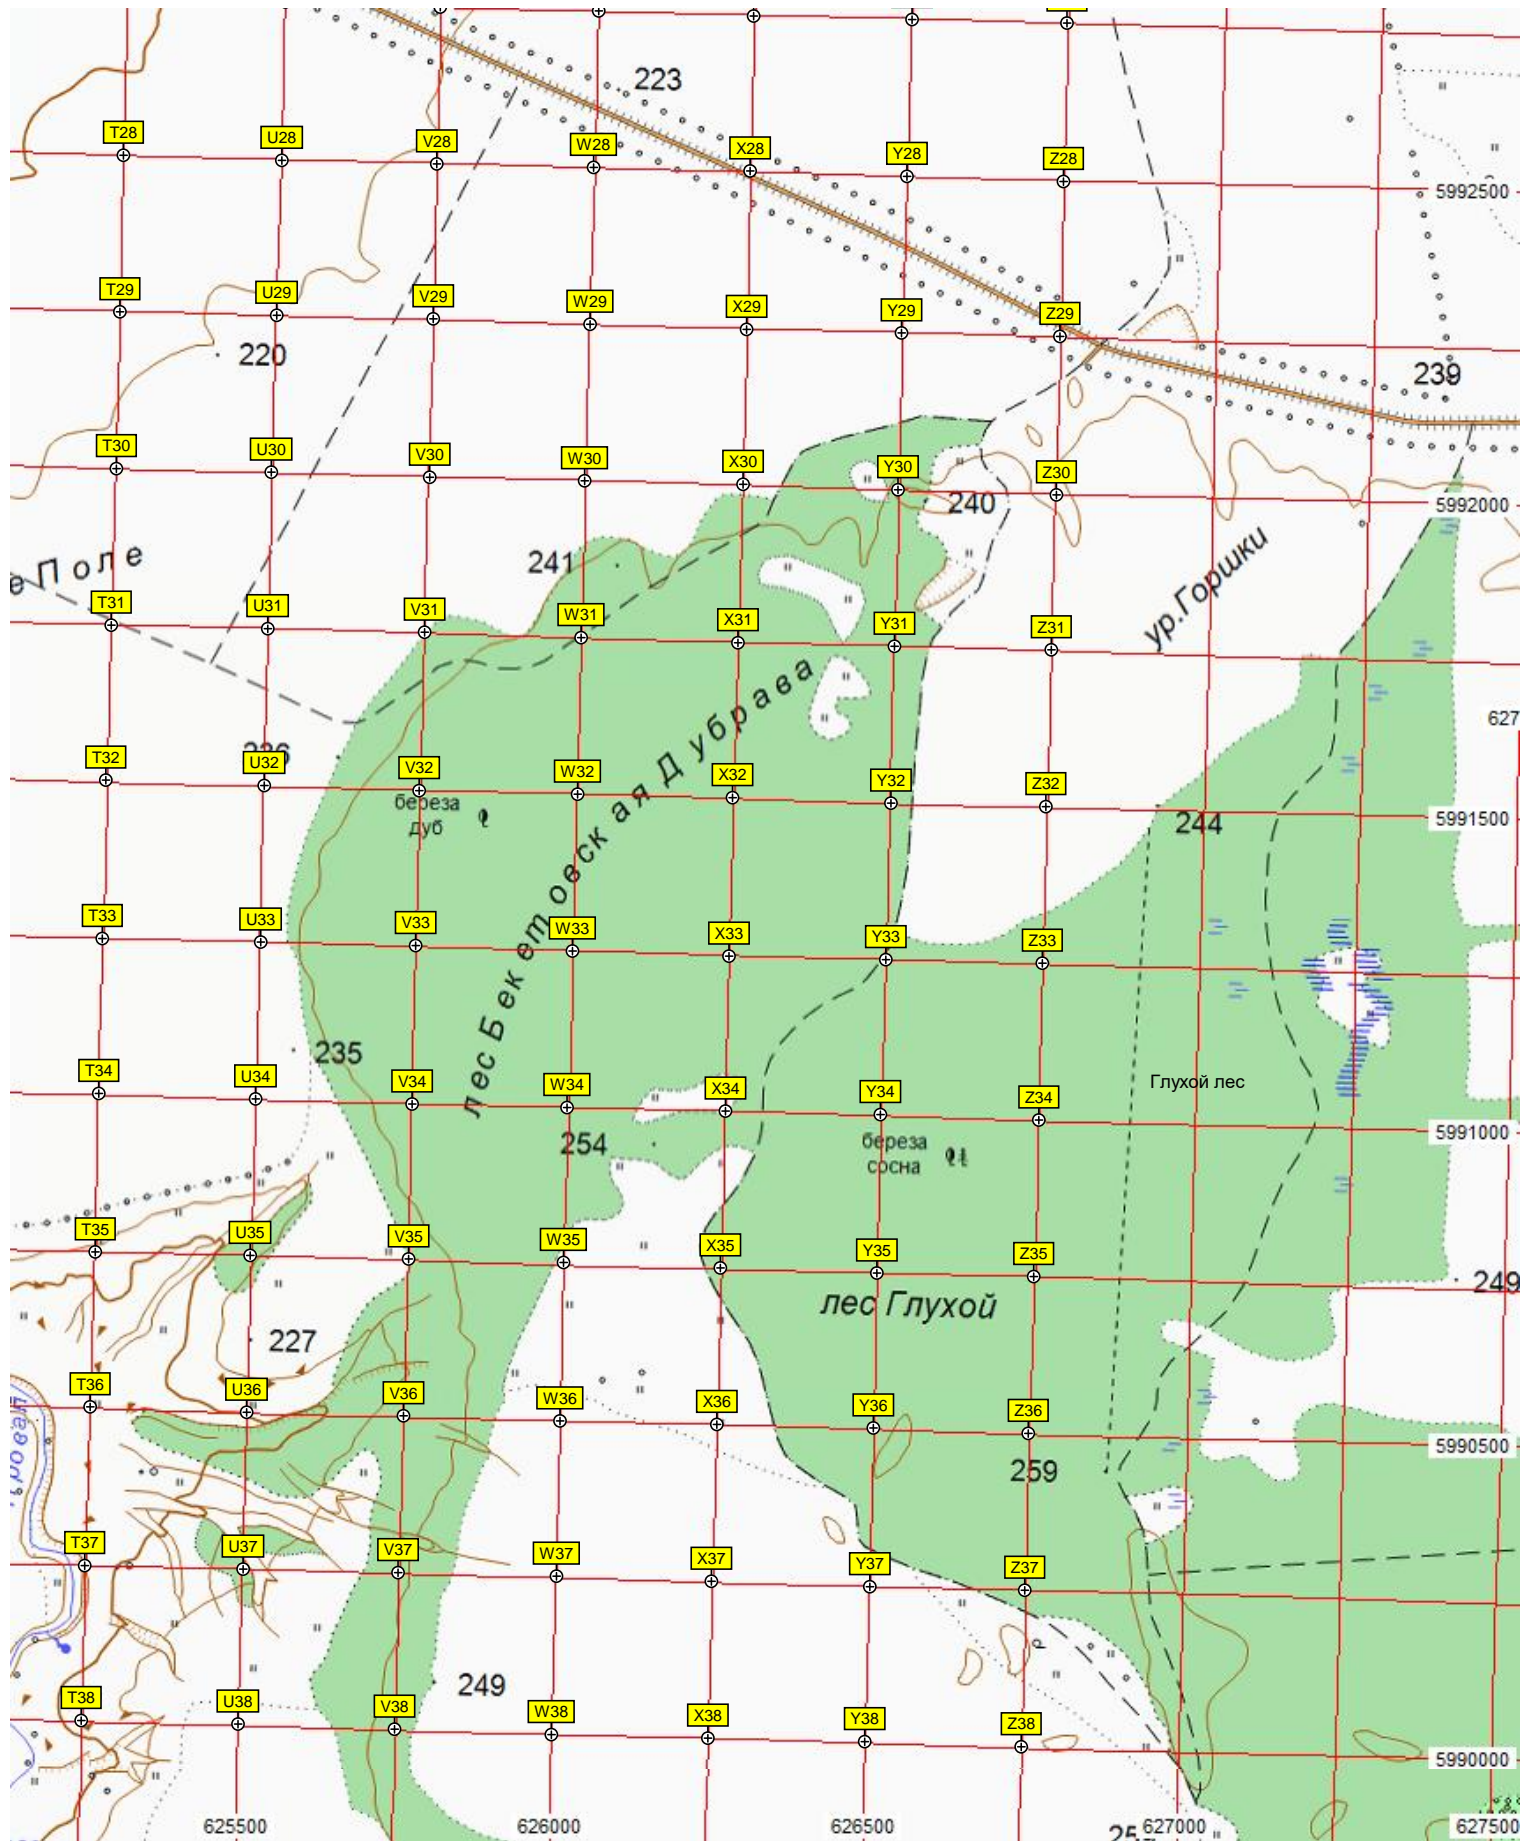 223
T28 U28 V28 W28 X28 Y28 Z28
5992500
T29 U29 V29 W29 X29 Y29 Z29
220
239
T30 U30 V30 W30 X30 Y30 Z30
240
5992000
241
е Поле
ур.Горшки
T31 U31 V31 W31 X31 Y31 Z31
лес Бекетовская Дубрава
627
T32 U32 V32 W32 X32 Y32 Z32
береза
дуб
244
5991500
T33 U33 V33 W33 X33 Y33 Z33
235
T34 U34 V34 W34 X34 Y34 Z34
Глухой лес
254
береза
сосна
5991000
T35 U35 V35 W35 X35 Y35 Z35
249
лес Глухой
227
T36 U36 V36 W36 X36 Y36 Z36
5990500
259
T37 U37 V37 W37 X37 Y37 Z37
249
T38 U38 V38 W38 X38 Y38 Z38
5990000
625500 626000 626500 627000 627500